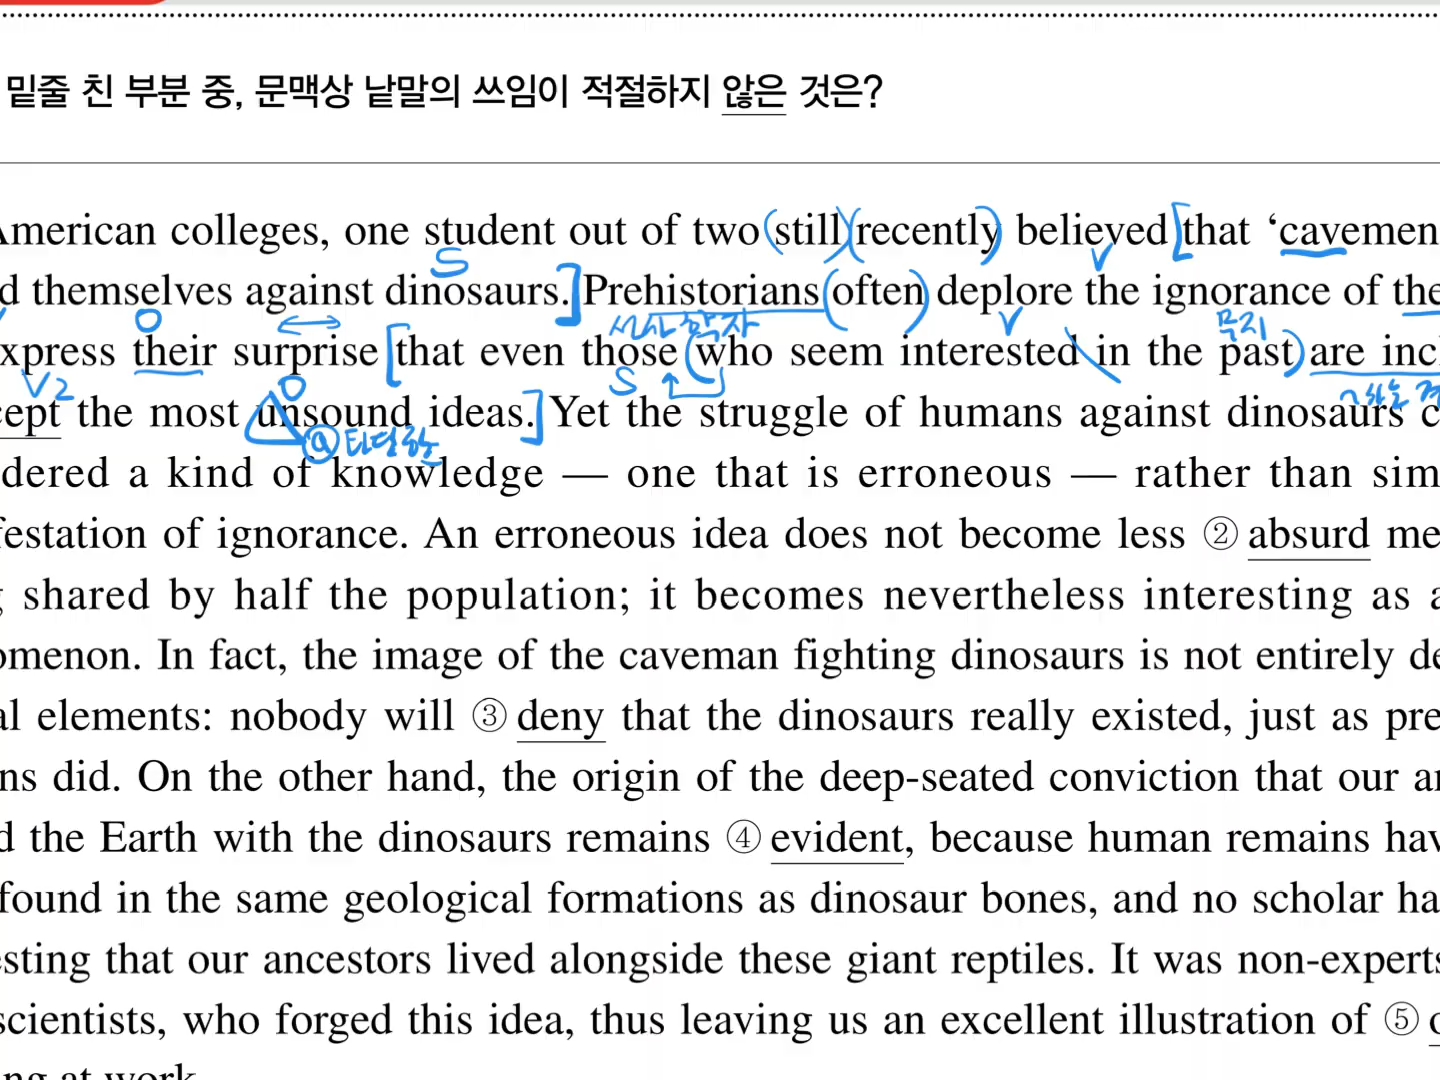 밑줄 친 부분 중, 문맥상 낱말의 쓰임이 적절하지 않은 것은?
American colleges, one student out of two (still)(recently) believed [that ‘cavemen
d themselves against dinosaurs.] Prehistorians (often) deplore the ignorance of the
선사 학자
무지
xpress their surprise [that even those (who seem interested \ in the past) are incl
S V
V
S
O
V2
O
cept the most unsound ideas.] Yet the struggle of humans against dinosaurs c
ⓐ 타당한
dered a kind of knowledge — one that is erroneous — rather than sim
festation of ignorance. An erroneous idea does not become less ② absurd me
g shared by half the population; it becomes nevertheless interesting as a
omenon. In fact, the image of the caveman fighting dinosaurs is not entirely de
al elements: nobody will ③ deny that the dinosaurs really existed, just as pre
ns did. On the other hand, the origin of the deep-seated conviction that our an
d the Earth with the dinosaurs remains ④ evident, because human remains hav
found in the same geological formations as dinosaur bones, and no scholar ha
esting that our ancestors lived alongside these giant reptiles. It was non-experts
scientists, who forged this idea, thus leaving us an excellent illustration of ⑤ o
ng at work.